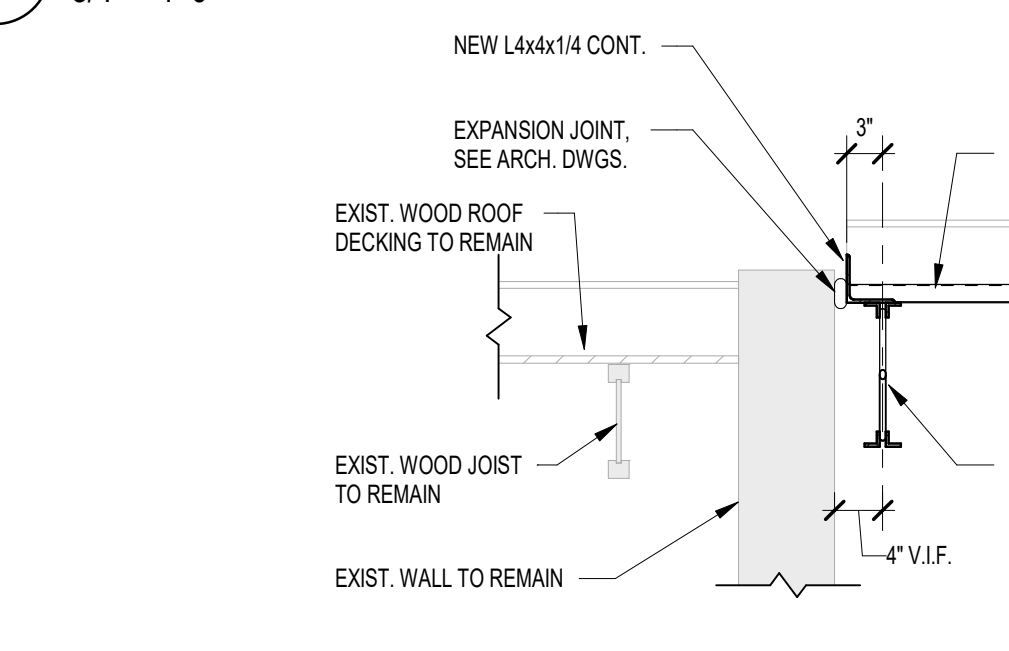 NEW L4x4x1/4 CONT.
EXPANSION JOINT,
SEE ARCH. DWGS.
3"
EXIST. WOOD ROOF
DECKING TO REMAIN
EXIST. WOOD JOIST
TO REMAIN
4" V.I.F.
EXIST. WALL TO REMAIN